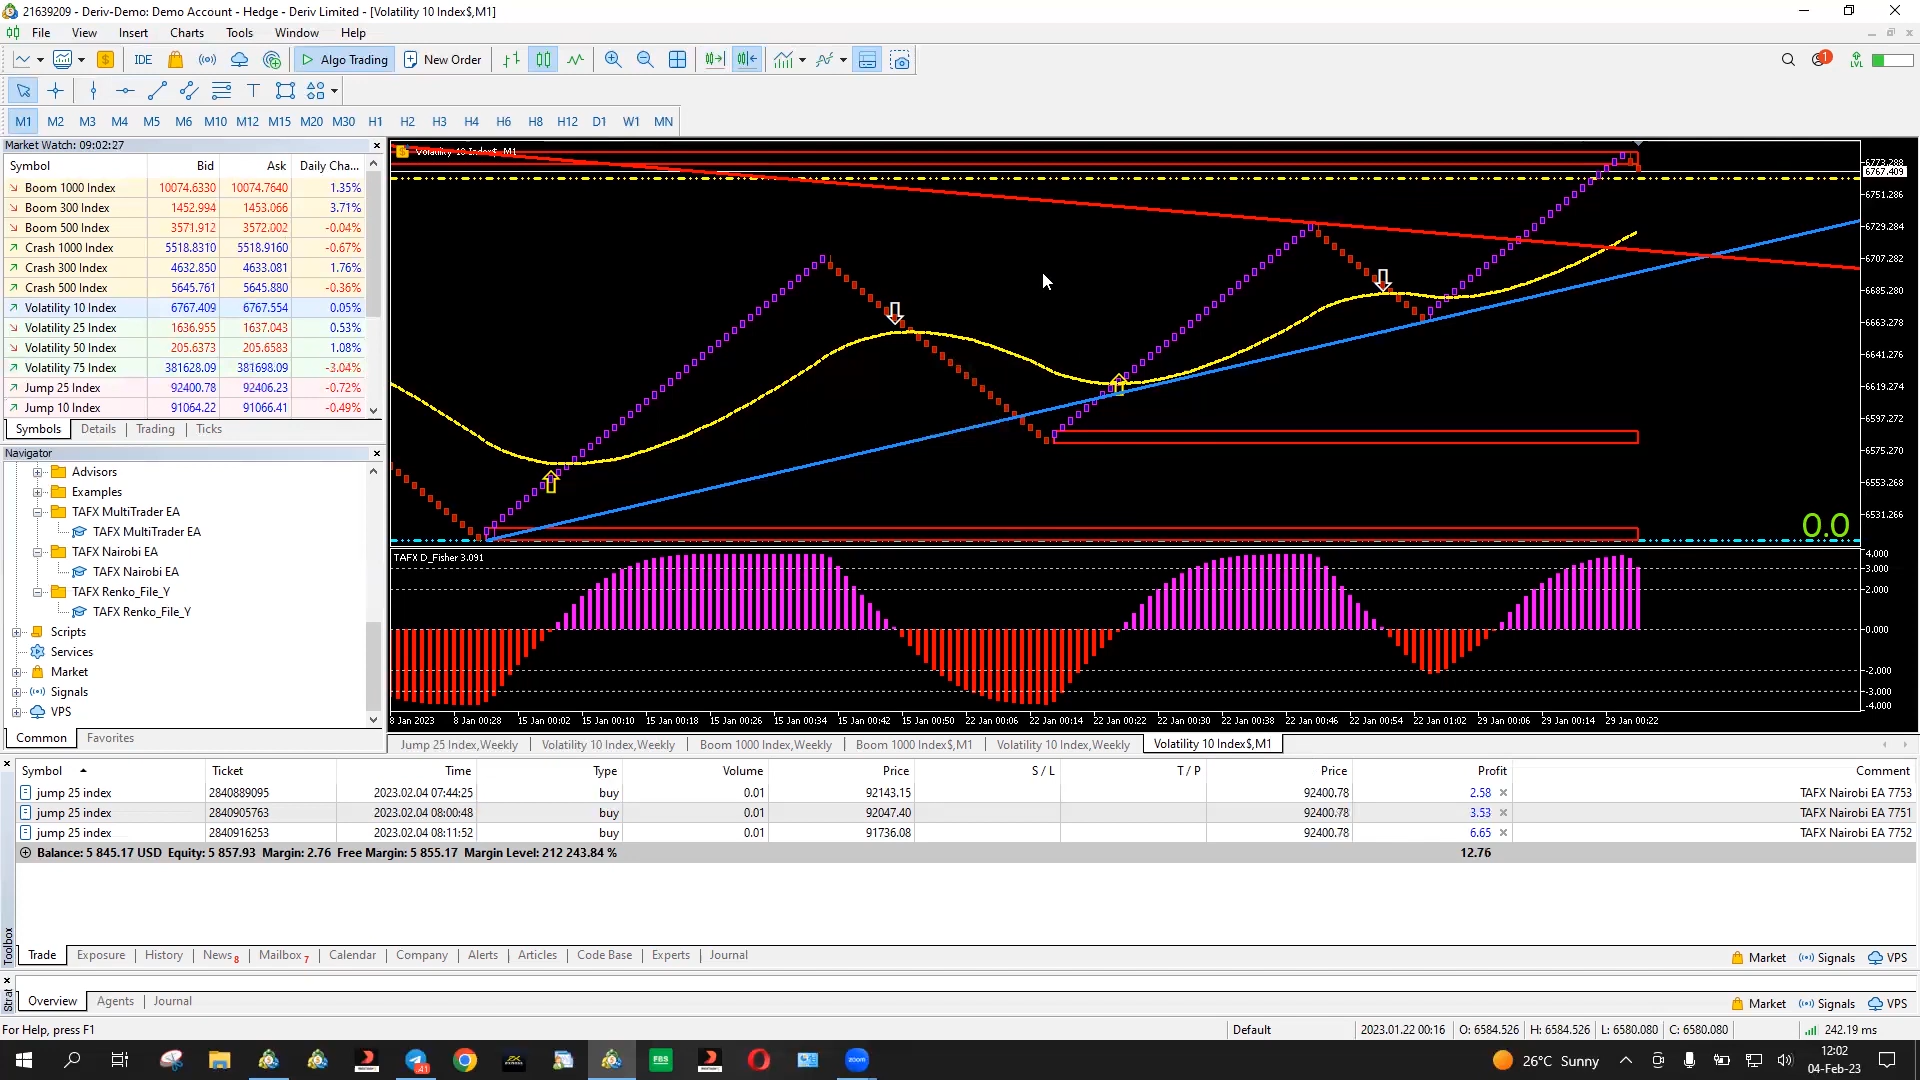 21639209 - Deriv-Demo: Demo Account - Hedge - Deriv Limited - [Volatility 10 Index$,M1]
File View Insert Charts Tools Window Help
IDE Algo Trading New Order 1 LVL
M1 M2 M3 M4 M5 M6 M10 M12 M15 M20 M30 H1 H2 H3 H4 H6 H8 H12 D1 W1 MN
Market Watch: 09:02:27
Symbol Bid Ask Daily Cha...
Boom 1000 Index 10074.6330 10074.7640 1.35%
Boom 300 Index 1452.994 1453.066 3.71%
Boom 500 Index 3571.912 3572.002 -0.04%
Crash 1000 Index 5518.8310 5518.9160 -0.67%
Crash 300 Index 4632.850 4633.081 1.76%
Crash 500 Index 5645.761 5645.880 -0.36%
Volatility 10 Index 6767.409 6767.554 0.05%
Volatility 25 Index 1636.955 1637.043 0.53%
Volatility 50 Index 205.6373 205.6583 1.08%
Volatility 75 Index 381628.09 381698.09 -3.04%
Jump 25 Index 92400.78 92406.23 -0.72%
Jump 10 Index 91064.22 91066.41 -0.49%
Symbols Details Trading Ticks
Navigator
Advisors
Examples
TAFX MultiTrader EA
TAFX MultiTrader EA
TAFX Nairobi EA
TAFX Nairobi EA
TAFX Renko_File_Y
TAFX Renko_File_Y
Scripts
Services
Market
Signals
VPS
Common Favorites
Volatility 10 Index$, M1
6773.288
6767.409
6751.286
6729.284
6707.282
6685.280
6663.278
6641.276
6619.274
6597.272
6575.270
6553.268
6531.266
0.0
TAFX D_Fisher 3.091
4.000
3.000
2.000
0.000
-2.000
-3.000
-4.000
8 Jan 2023 8 Jan 00:28 15 Jan 00:02 15 Jan 00:10 15 Jan 00:18 15 Jan 00:26 15 Jan 00:34 15 Jan 00:42 15 Jan 00:50 22 Jan 00:06 22 Jan 00:14 22 Jan 00:22 22 Jan 00:30 22 Jan 00:38 22 Jan 00:46 22 Jan 00:54 22 Jan 01:02 29 Jan 00:06 29 Jan 00:14 29 Jan 00:22
Jump 25 Index,Weekly Volatility 10 Index,Weekly Boom 1000 Index,Weekly Boom 1000 Index$,M1 Volatility 10 Index,Weekly Volatility 10 Index$,M1
Symbol Ticket Time Type Volume Price S / L T / P Price Profit Comment
jump 25 index 2840889095 2023.02.04 07:44:25 buy 0.01 92143.15 92400.78 2.58 TAFX Nairobi EA 7753
jump 25 index 2840905763 2023.02.04 08:00:48 buy 0.01 92047.40 92400.78 3.53 TAFX Nairobi EA 7751
jump 25 index 2840916253 2023.02.04 08:11:52 buy 0.01 91736.08 92400.78 6.65 TAFX Nairobi EA 7752
Balance: 5 845.17 USD Equity: 5 857.93 Margin: 2.76 Free Margin: 5 855.17 Margin Level: 212 243.84 % 12.76
Toolbox
Trade Exposure History News 8 Mailbox 7 Calendar Company Alerts Articles Code Base Experts Journal Market Signals VPS
Strat
Overview Agents Journal Market Signals VPS
For Help, press F1 Default 2023.01.22 00:16 O: 6584.526 H: 6584.526 L: 6580.080 C: 6580.080 242.19 ms
41 FBS zoom 26°C Sunny 12:02
04-Feb-23